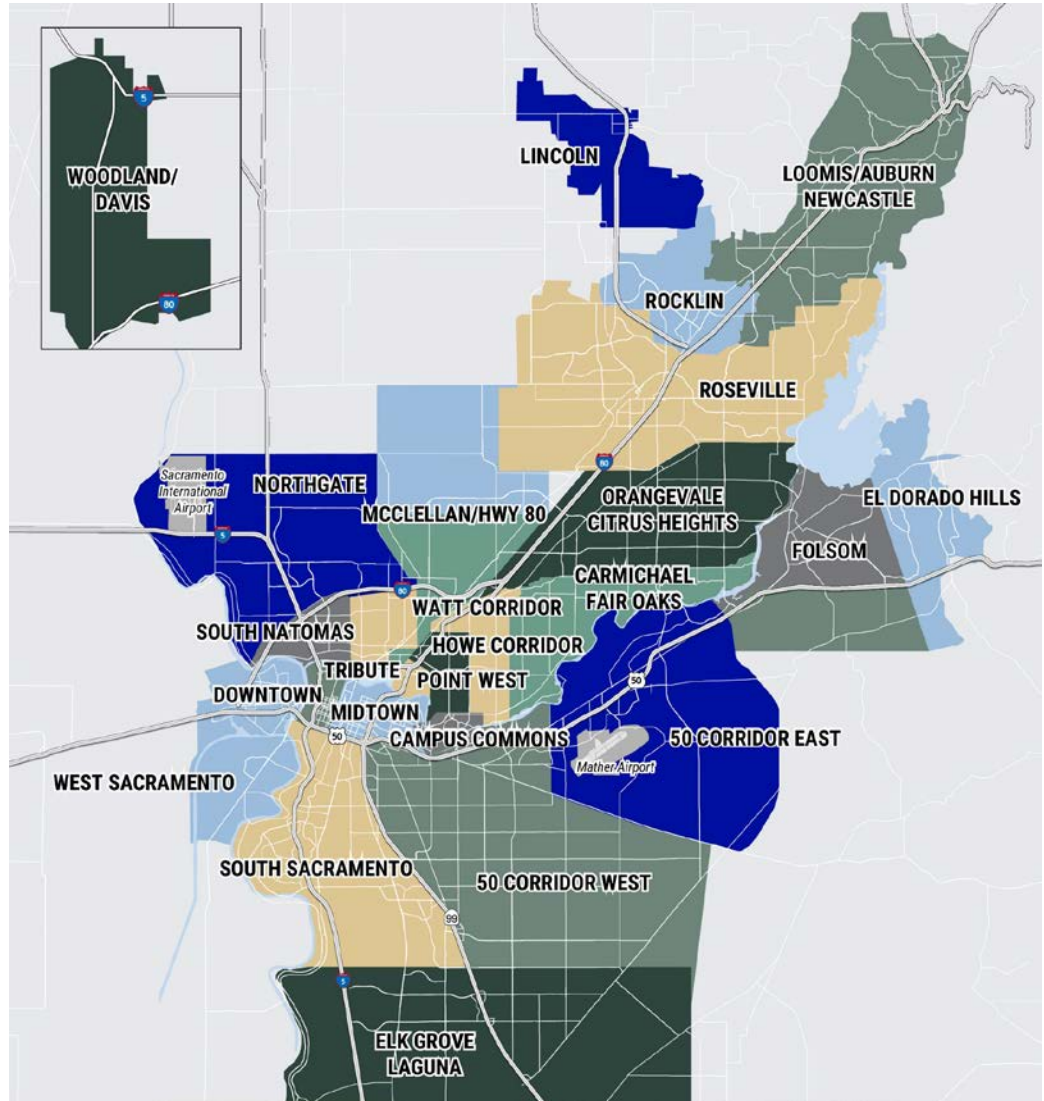 5
WOODLAND/
DAVIS
80
LINCOLN
LOOMIS/AUBURN
NEWCASTLE
ROCKLIN
ROSEVILLE
80
Sacramento
International
Airport
NORTHGATE
MCCLELLAN/HWY 80
ORANGEVALE
CITRUS HEIGHTS
EL DORADO HILLS
5
FOLSOM
CARMICHAEL
FAIR OAKS
80
WATT CORRIDOR
SOUTH NATOMAS
HOWE CORRIDOR
TRIBUTE
POINT WEST
50
DOWNTOWN
MIDTOWN
50
CAMPUS COMMONS
50 CORRIDOR EAST
Mather Airport
WEST SACRAMENTO
SOUTH SACRAMENTO
50 CORRIDOR WEST
99
5
ELK GROVE
LAGUNA